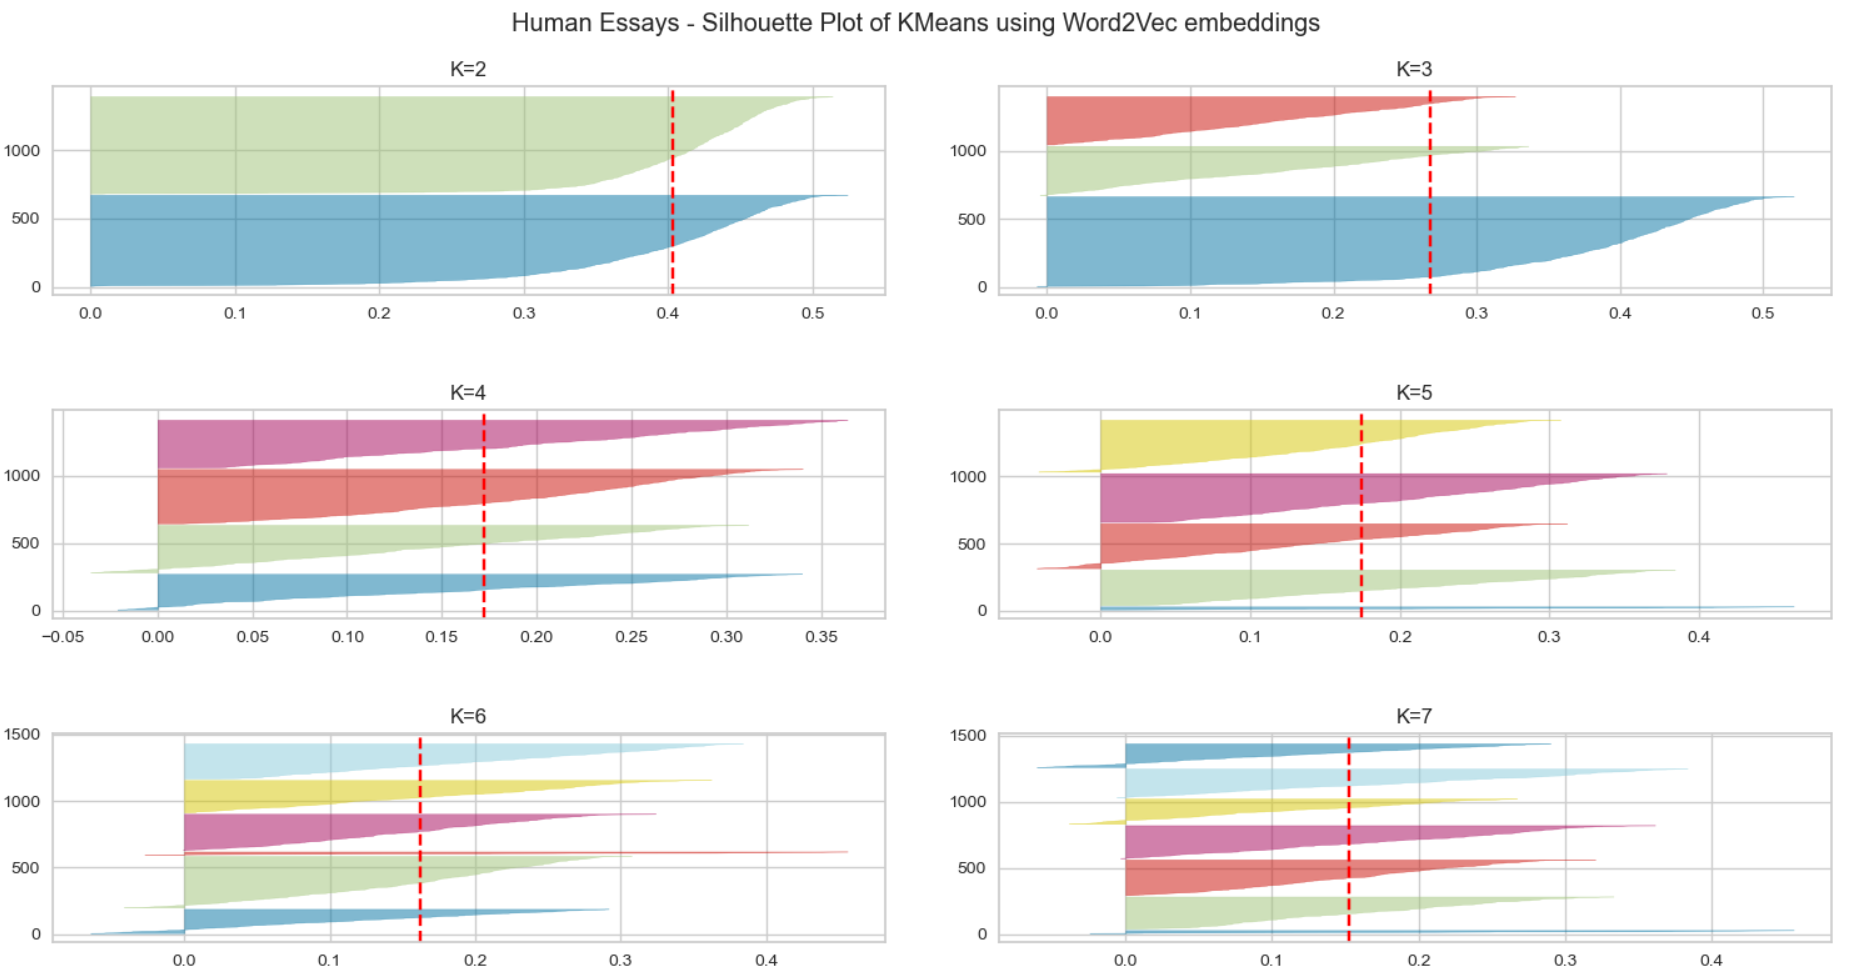 Human Essays - Silhouette Plot of KMeans using Word2Vec embeddings
K=2
1000
500
0
0.0 0.1 0.2 0.3 0.4 0.5
K=3
1000
500
0
0.0 0.1 0.2 0.3 0.4 0.5
K=4
1000
500
0
−0.05 0.00 0.05 0.10 0.15 0.20 0.25 0.30 0.35
K=5
1000
500
0
0.0 0.1 0.2 0.3 0.4
K=6
1500
1000
500
0
0.0 0.1 0.2 0.3 0.4
K=7
1500
1000
500
0
0.0 0.1 0.2 0.3 0.4